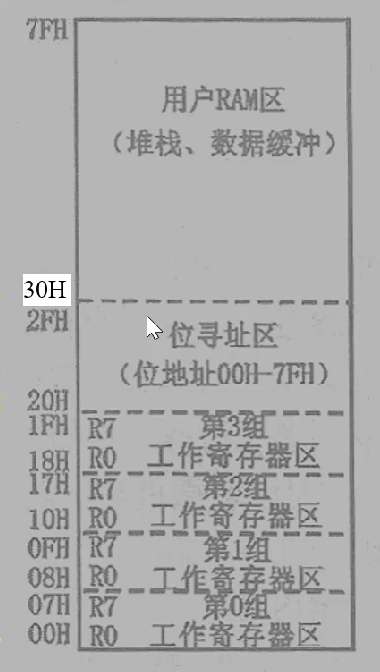 7FH
用户RAM区
（堆栈、数据缓冲）
30H
2FH
位寻址区
（位地址00H-7FH）
20H
1FH R7 第3组
18H R0 工作寄存器区
17H R7 第2组
10H R0 工作寄存器区
0FH R7 第1组
08H R0 工作寄存器区
07H R7 第0组
00H R0 工作寄存器区